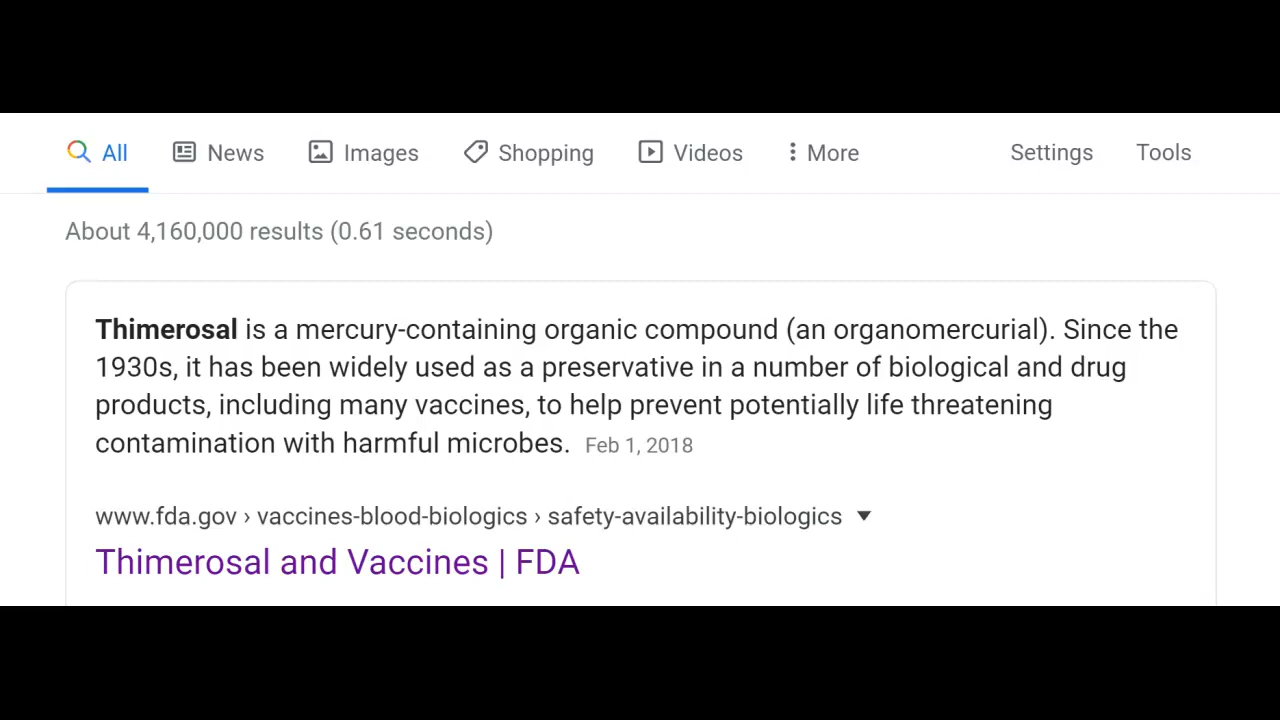 All News Images Shopping Videos More Settings Tools
About 4,160,000 results (0.61 seconds)
Thimerosal is a mercury-containing organic compound (an organomercurial). Since the
1930s, it has been widely used as a preservative in a number of biological and drug
products, including many vaccines, to help prevent potentially life threatening
contamination with harmful microbes. Feb 1, 2018
www.fda.gov › vaccines-blood-biologics › safety-availability-biologics
Thimerosal and Vaccines | FDA